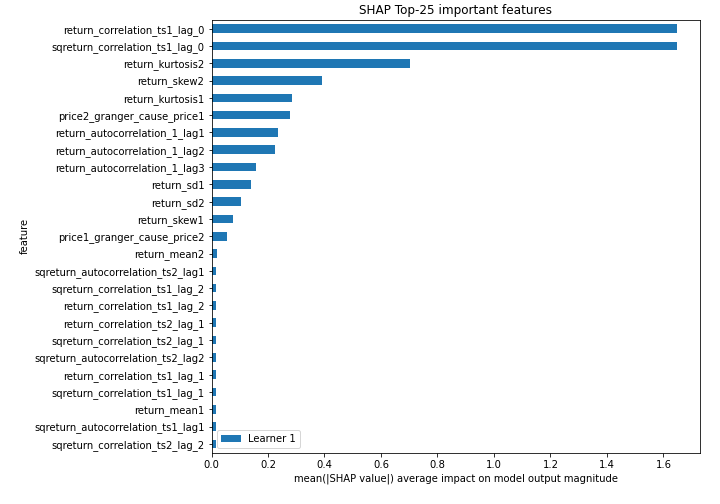 SHAP Top-25 important features
return_correlation_ts1_lag_0
sqreturn_correlation_ts1_lag_0
return_kurtosis2
return_skew2
return_kurtosis1
price2_granger_cause_price1
return_autocorrelation_1_lag1
return_autocorrelation_1_lag2
return_autocorrelation_1_lag3
return_sd1
return_sd2
return_skew1
price1_granger_cause_price2
return_mean2
sqreturn_autocorrelation_ts2_lag1
sqreturn_correlation_ts1_lag_2
return_correlation_ts1_lag_2
return_correlation_ts2_lag_1
sqreturn_correlation_ts2_lag_1
sqreturn_autocorrelation_ts2_lag2
return_correlation_ts1_lag_1
sqreturn_correlation_ts1_lag_1
return_mean1
sqreturn_autocorrelation_ts1_lag1
sqreturn_correlation_ts2_lag_2
feature
Learner 1
0.0 0.2 0.4 0.6 0.8 1.0 1.2 1.4 1.6
mean(|SHAP value|) average impact on model output magnitude